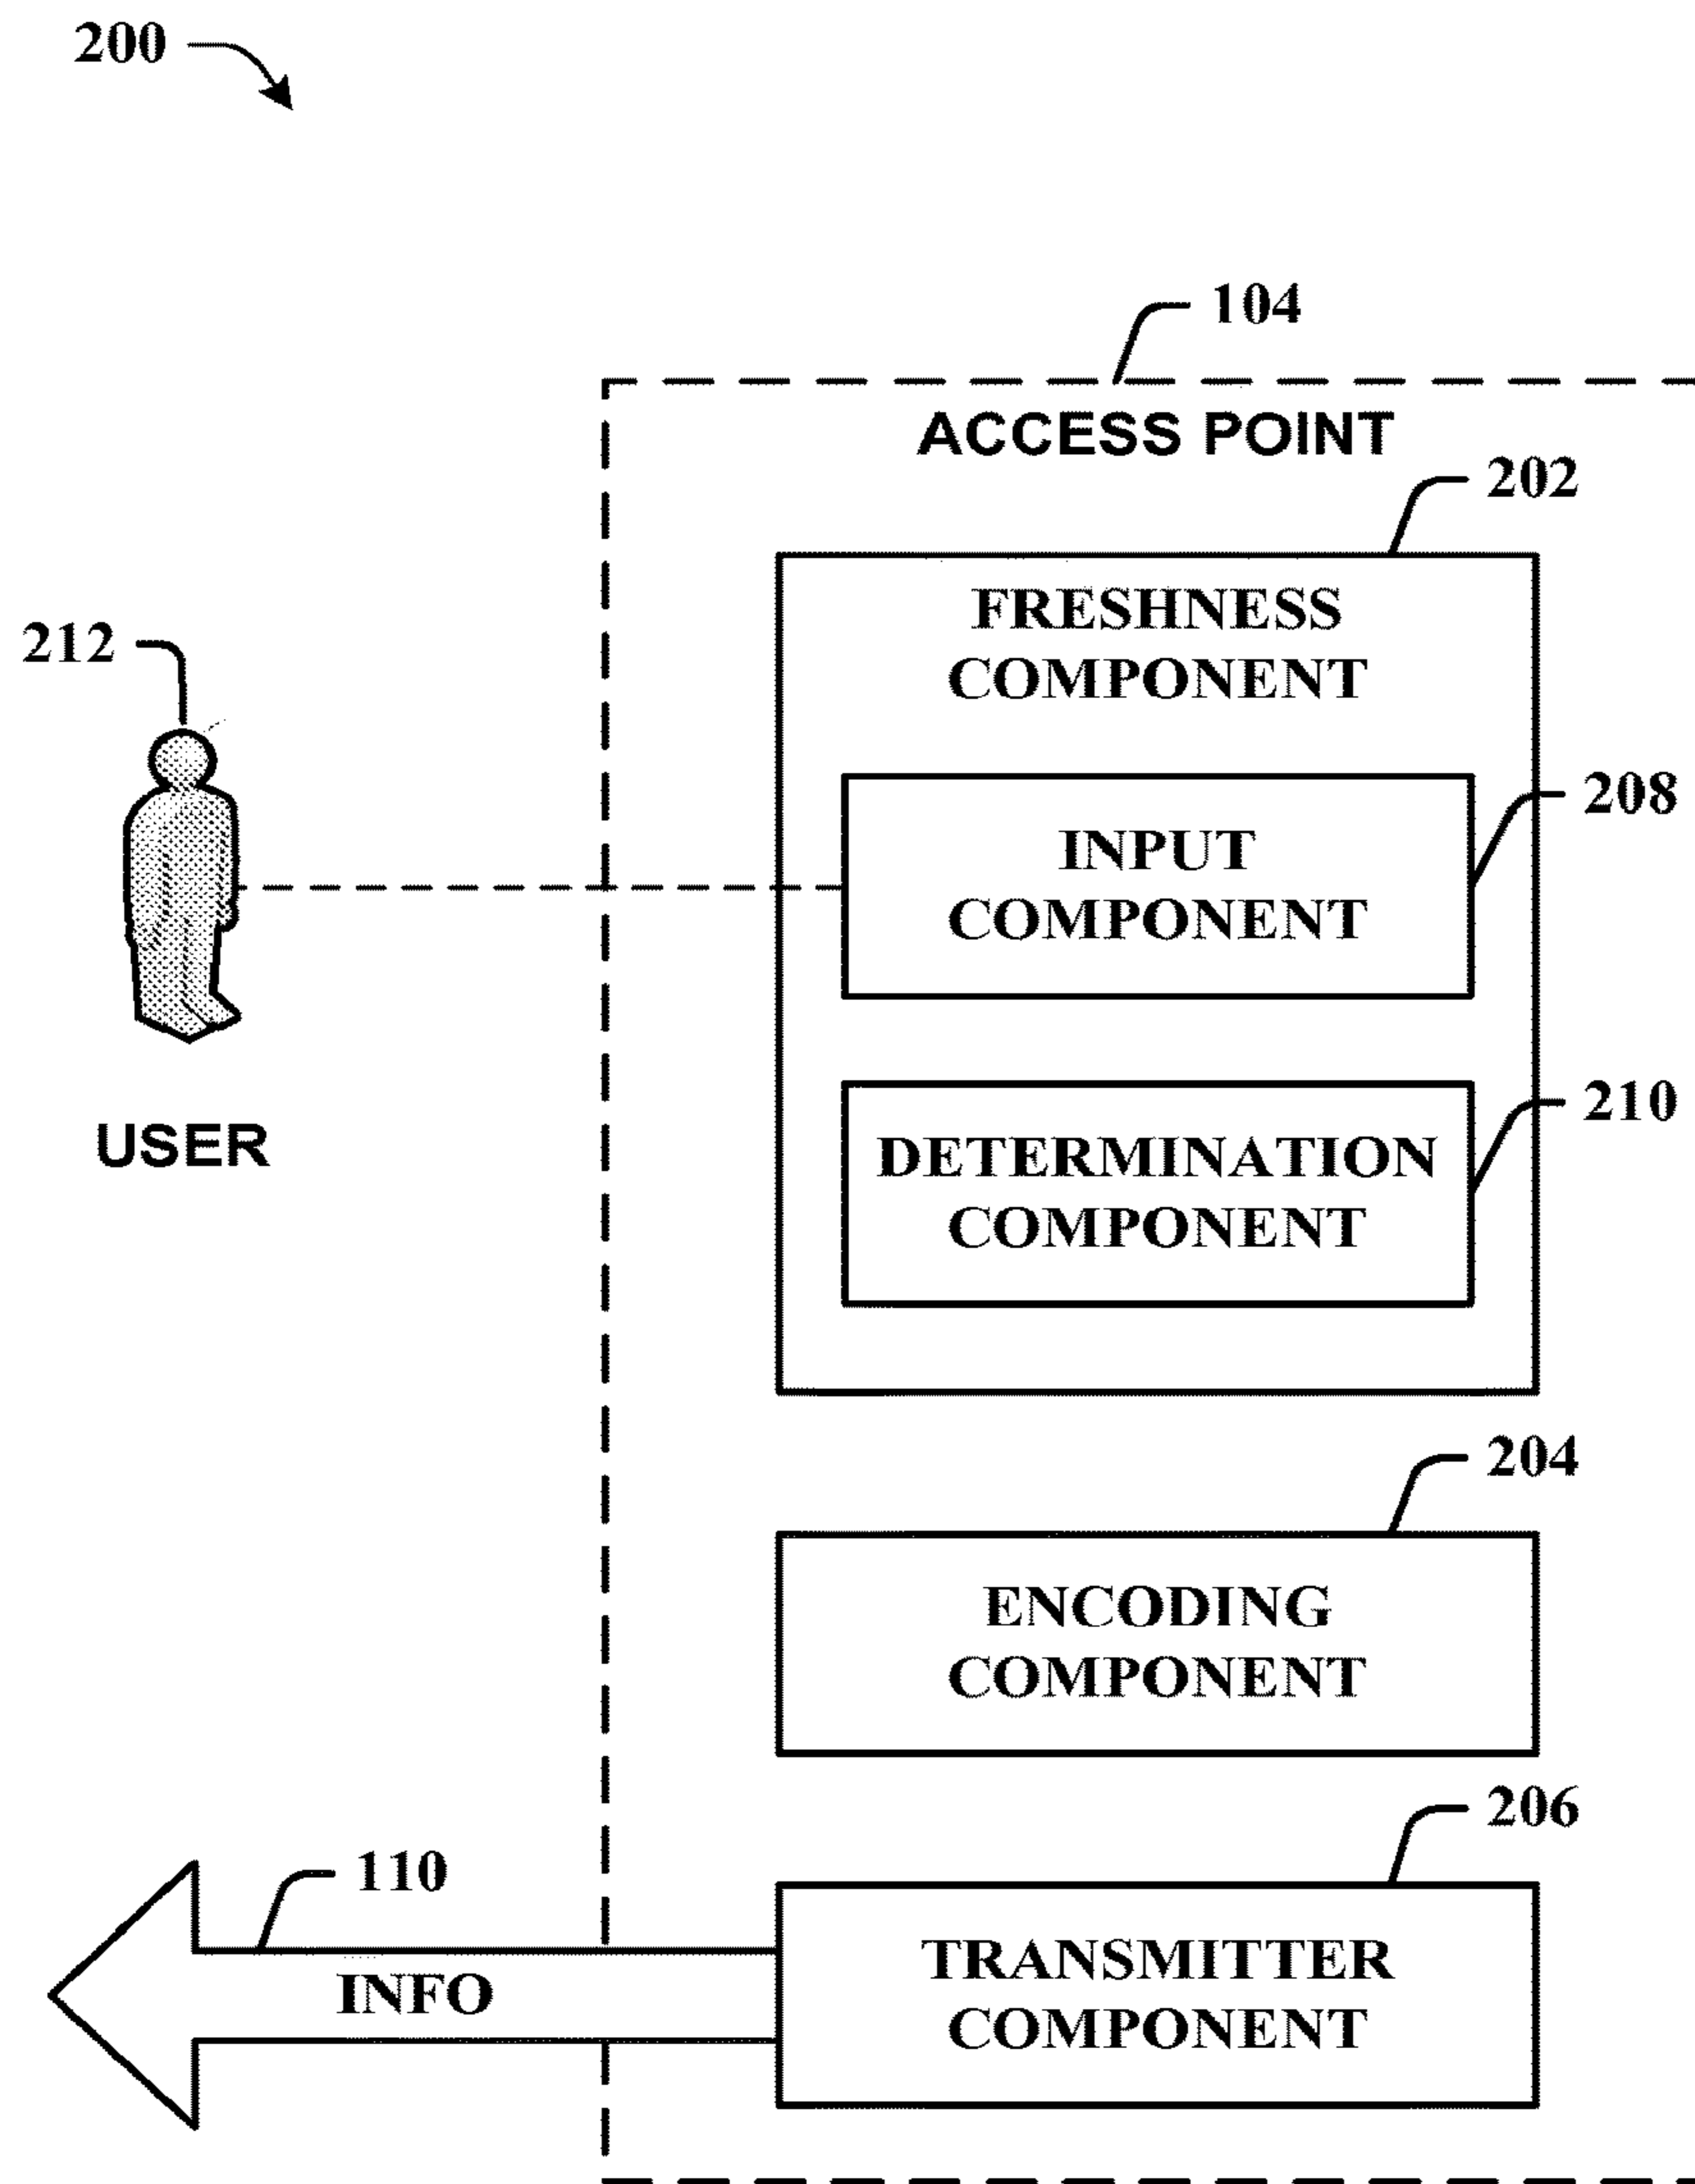 200
104
ACCESS POINT
202
FRESHNESS
COMPONENT
212
208
INPUT
COMPONENT
210
USER
DETERMINATION
COMPONENT
204
ENCODING
COMPONENT
206
110
INFO
TRANSMITTER
COMPONENT